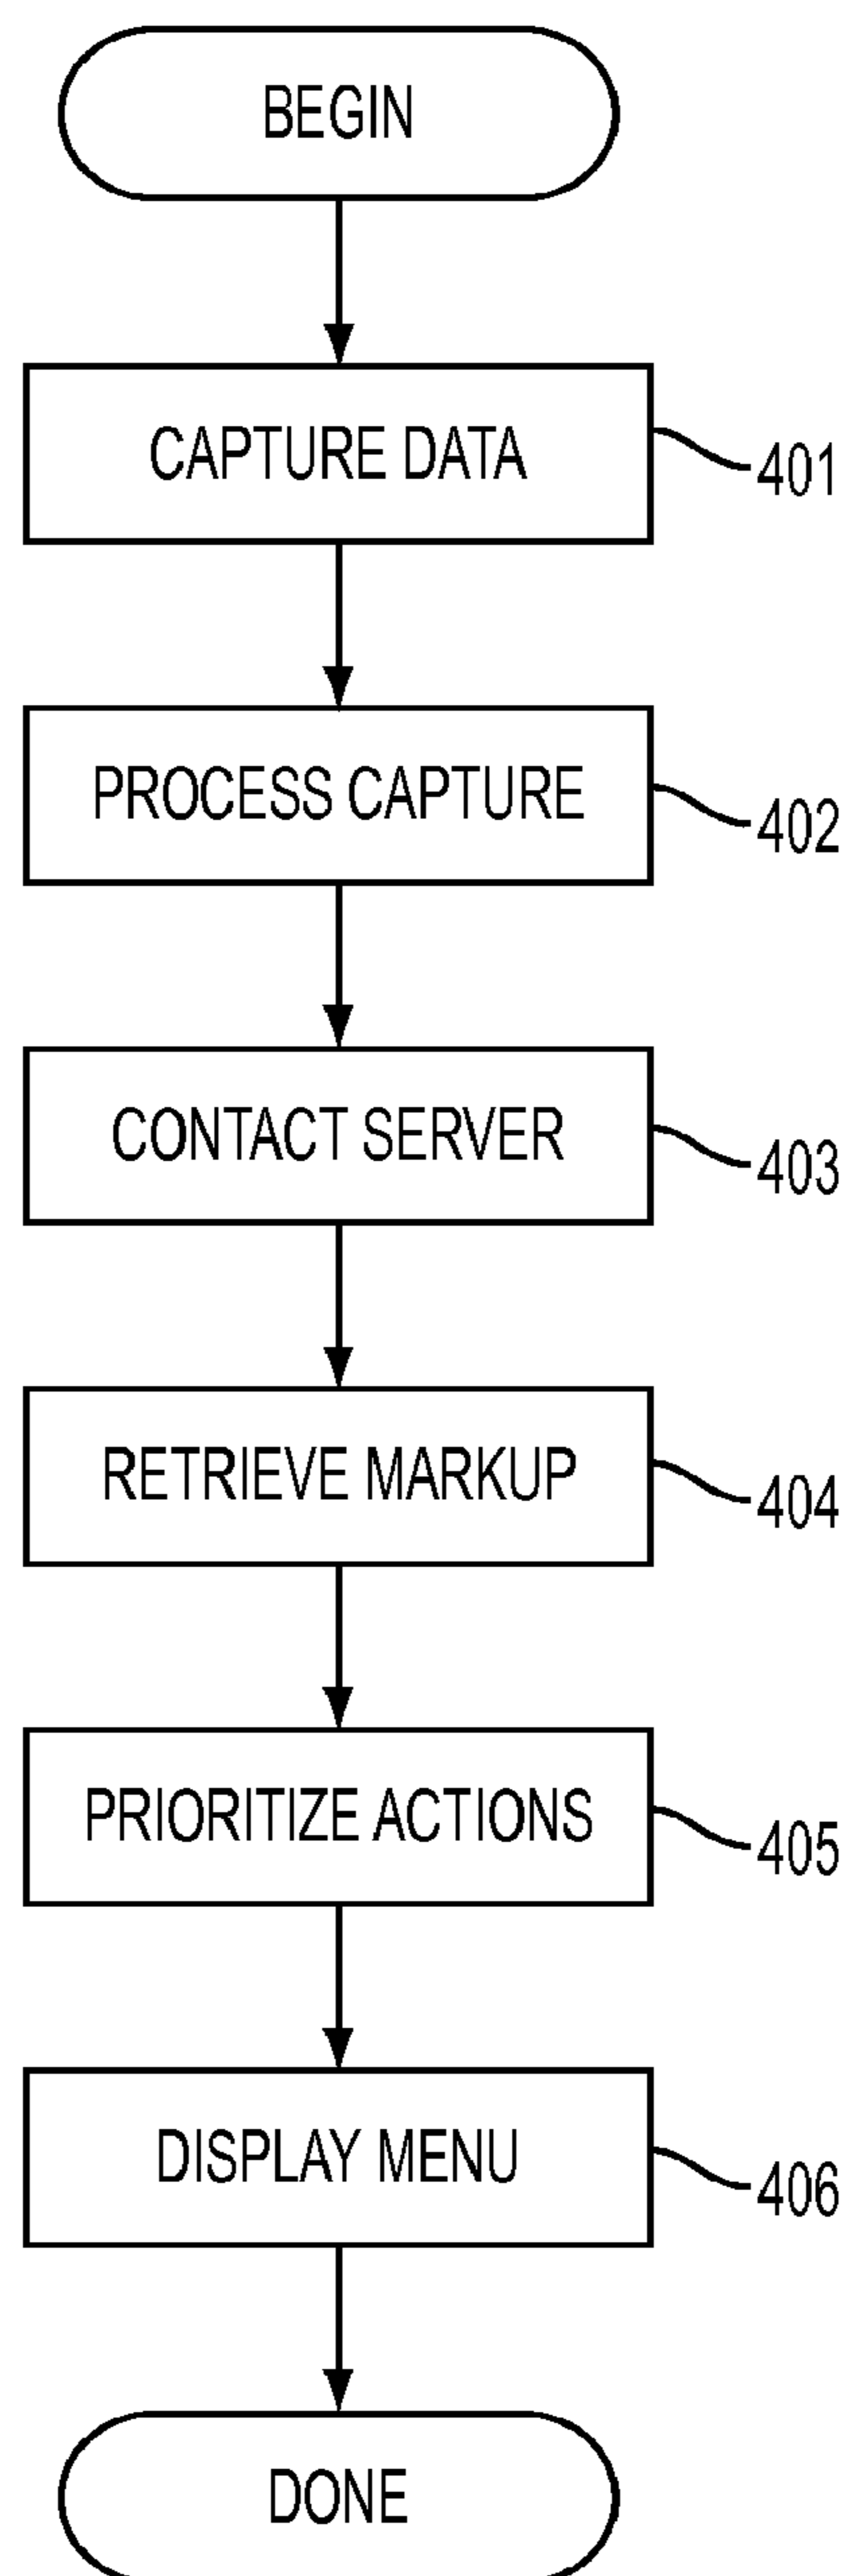 BEGIN
CAPTURE DATA
401
PROCESS CAPTURE
402
CONTACT SERVER
403
RETRIEVE MARKUP
404
PRIORITIZE ACTIONS
405
DISPLAY MENU
406
DONE